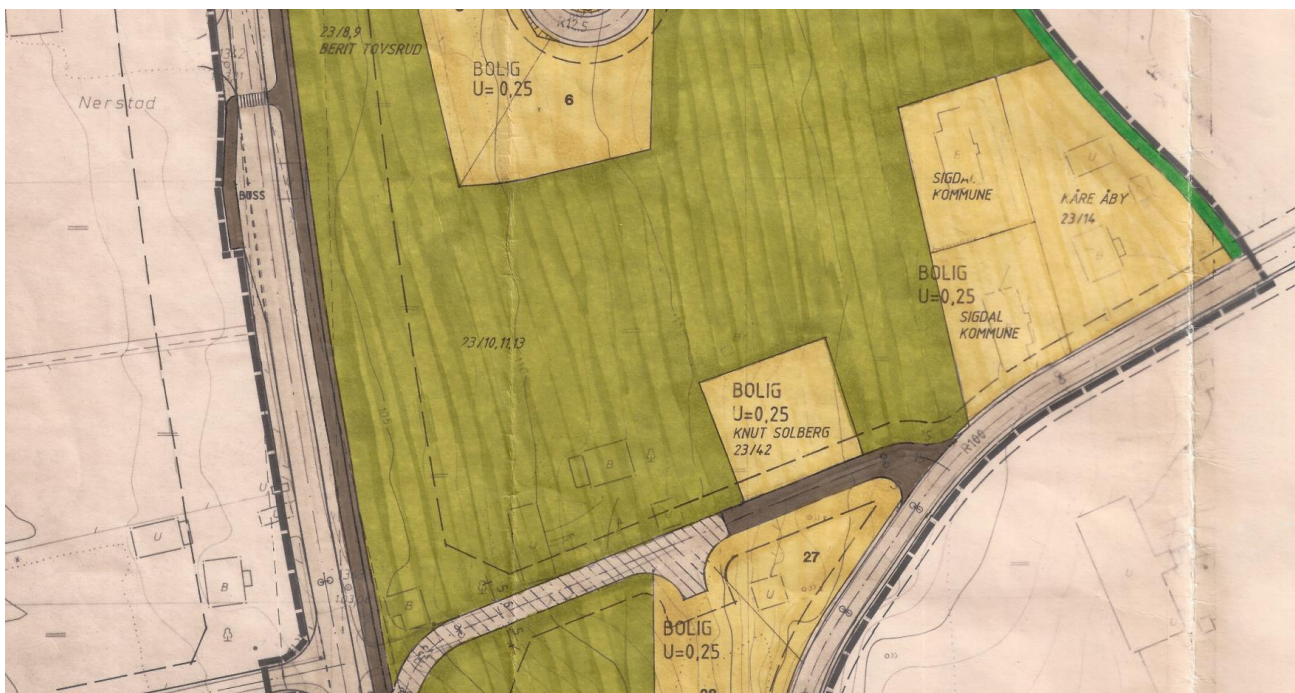 23/8,9
BERIT TOVSRUD
K12.5
BOLIG
U= 0,25
6
Nerstad
BUSS
SIGDAL
KOMMUNE
B
U
KÅRE ÅBY
23/14
B
BOLIG
U=0,25
SIGDAL
KOMMUNE
23/10,11,13
BOLIG
U=0,25
KNUT SOLBERG
23/42
B
R100
27
U
U
U
B
B
U
BOLIG
U=0,25